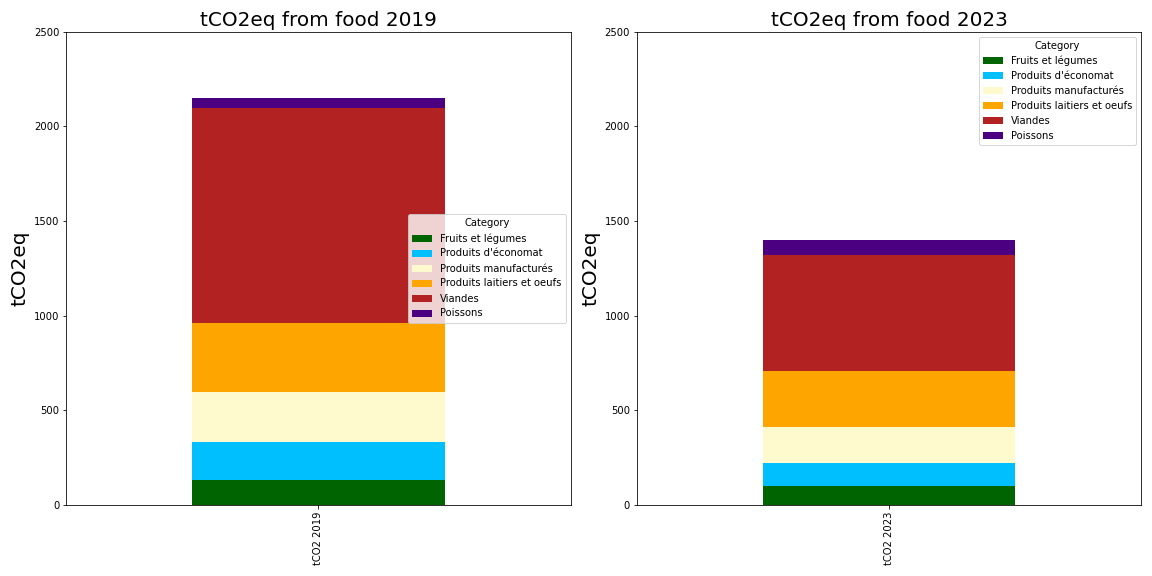 tCO2eq from food 2019
tCO2eq
2500
2000
1500
1000
500
0
Category
Fruits et légumes
Produits d'économat
Produits manufacturés
Produits laitiers et oeufs
Viandes
Poissons
tCO2 2019
tCO2eq from food 2023
tCO2eq
2500
2000
1500
1000
500
0
Category
Fruits et légumes
Produits d'économat
Produits manufacturés
Produits laitiers et oeufs
Viandes
Poissons
tCO2 2023